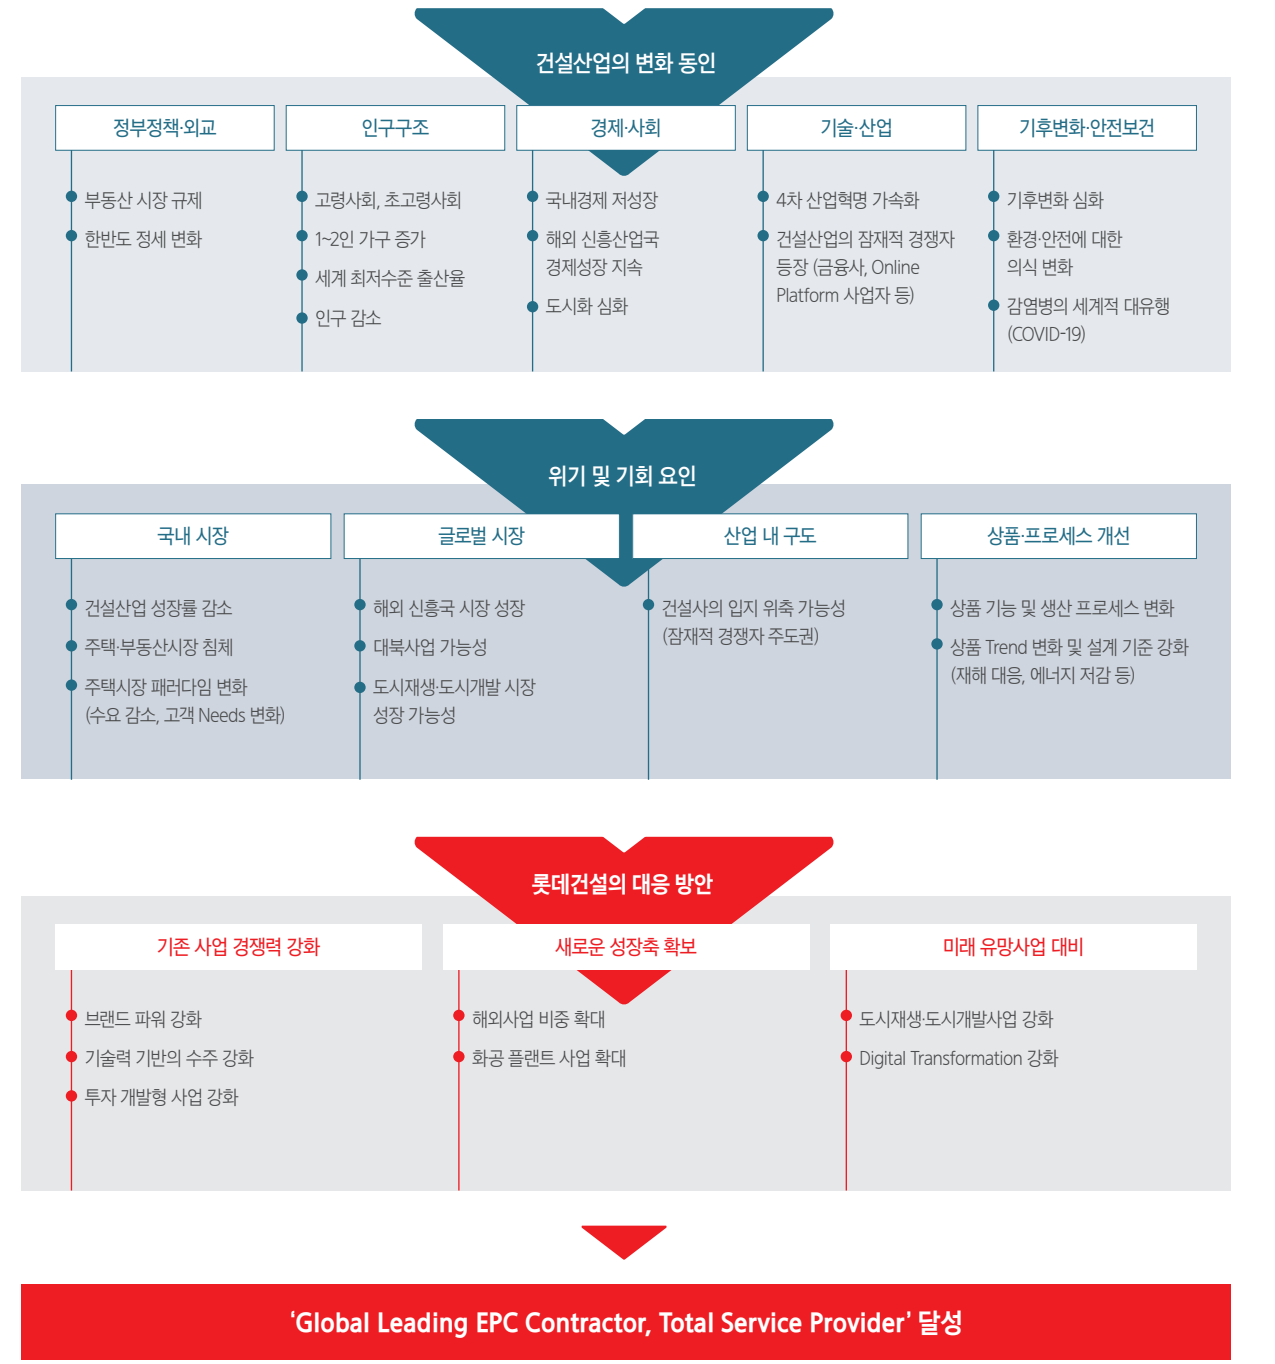 건설산업의 변화 동인
정부정책·외교
부동산 시장 규제
한반도 정세 변화
인구구조
고령사회, 초고령사회
1~2인 가구 증가
세계 최저수준 출산율
인구 감소
경제·사회
국내경제 저성장
해외 신흥산업국
경제성장 지속
도시화 심화
기술·산업
4차 산업혁명 가속화
건설산업의 잠재적 경쟁자
등장 (금융사, Online
Platform 사업자 등)
기후변화·안전보건
기후변화 심화
환경·안전에 대한
의식 변화
감염병의 세계적 대유행
(COVID-19)
위기 및 기회 요인
국내 시장
건설산업 성장률 감소
주택·부동산시장 침체
주택시장 패러다임 변화
(수요 감소, 고객 Needs 변화)
글로벌 시장
해외 신흥국 시장 성장
대북사업 가능성
도시재생·도시개발 시장
성장 가능성
산업 내 구도
건설사의 입지 위축 가능성
(잠재적 경쟁자 주도권)
상품·프로세스 개선
상품 기능 및 생산 프로세스 변화
상품 Trend 변화 및 설계 기준 강화
(재해 대응, 에너지 저감 등)
롯데건설의 대응 방안
기존 사업 경쟁력 강화
브랜드 파워 강화
기술력 기반의 수주 강화
투자 개발형 사업 강화
새로운 성장축 확보
해외사업 비중 확대
화공 플랜트 사업 확대
미래 유망사업 대비
도시재생·도시개발사업 강화
Digital Transformation 강화
‘Global Leading EPC Contractor, Total Service Provider’ 달성